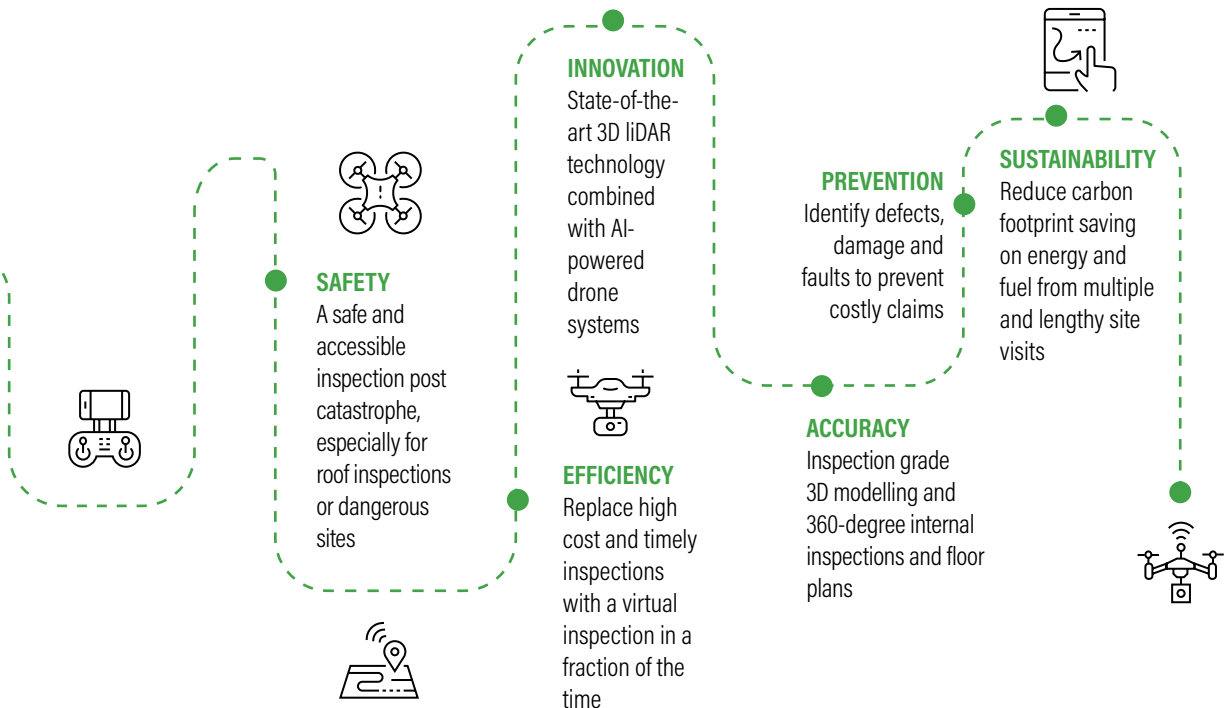 SAFETY
A safe and
accessible
inspection post
catastrophe,
especially for
roof inspections
or dangerous
sites
EFFICIENCY
Replace high
cost and timely
inspections
with a virtual
inspection in a
fraction of the
time
INNOVATION
State-of-the-
art 3D liDAR
technology
combined
with AI-
powered
drone
systems
ACCURACY
Inspection grade
3D modelling and
360-degree internal
inspections and floor
plans
PREVENTION
Identify defects,
damage and
faults to prevent
costly claims
SUSTAINABILITY
Reduce carbon
footprint saving
on energy and
fuel from multiple
and lengthy site
visits